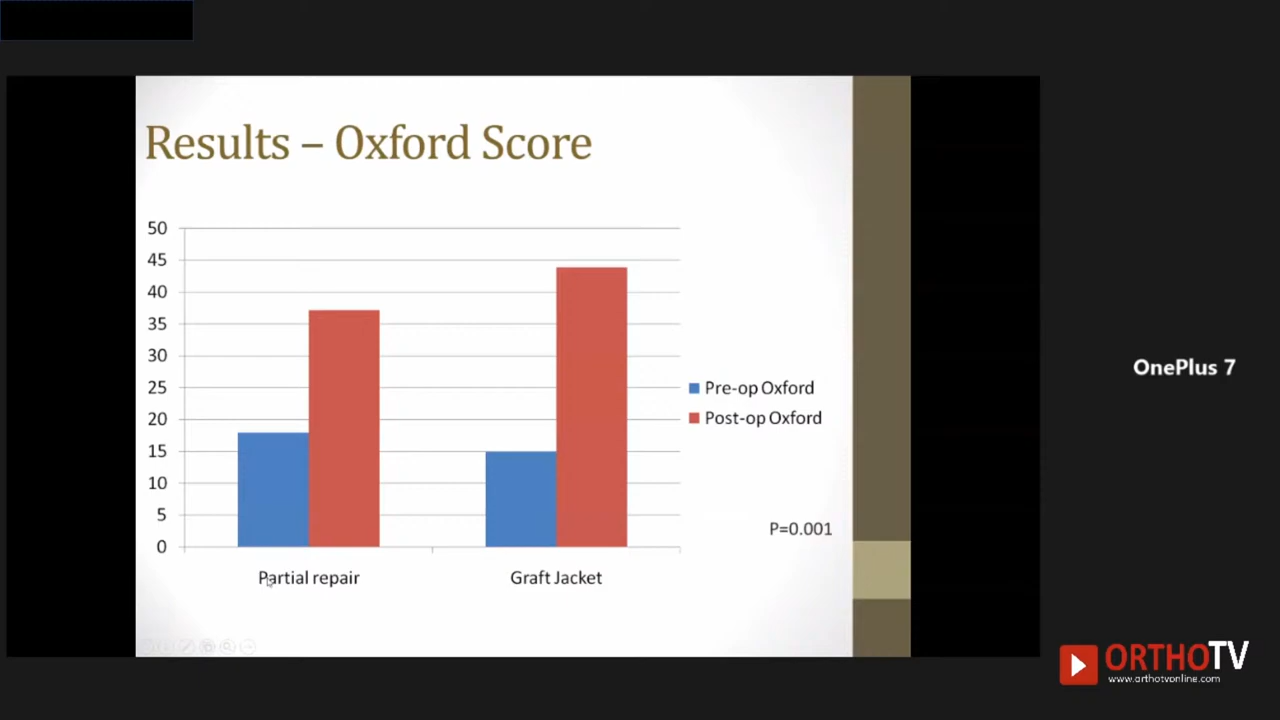 Results – Oxford Score
50
45
40
35
30
25
20
15
10
5
0
Partial repair
Graft Jacket
Pre-op Oxford
Post-op Oxford
P=0.001
OnePlus 7
ORTHOTV
www.orthotvonline.com